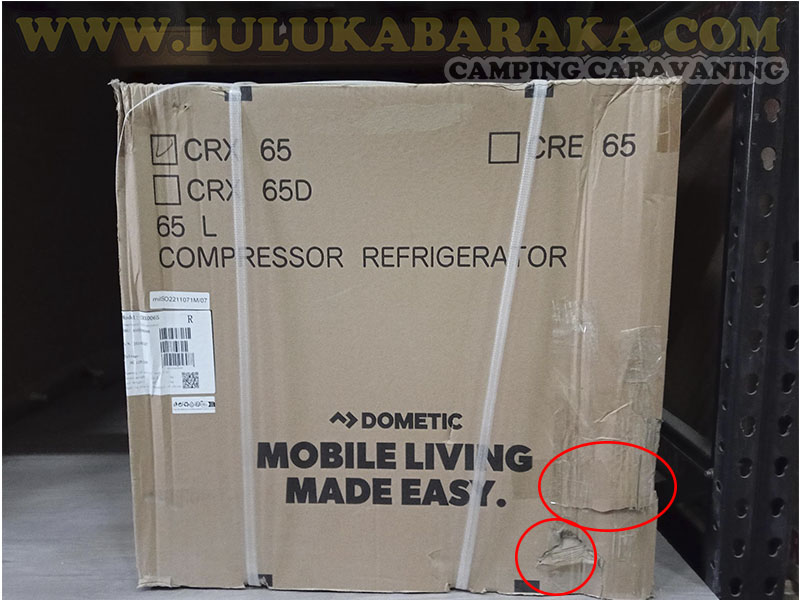 WWW.LULUKABARAKA.COM
CAMPING CARAVANING
CRX 65
CRE 65
CRX 65D
65 L
COMPRESSOR REFRIGERATOR
R
DOMETIC
MOBILE LIVING
MADE EASY.